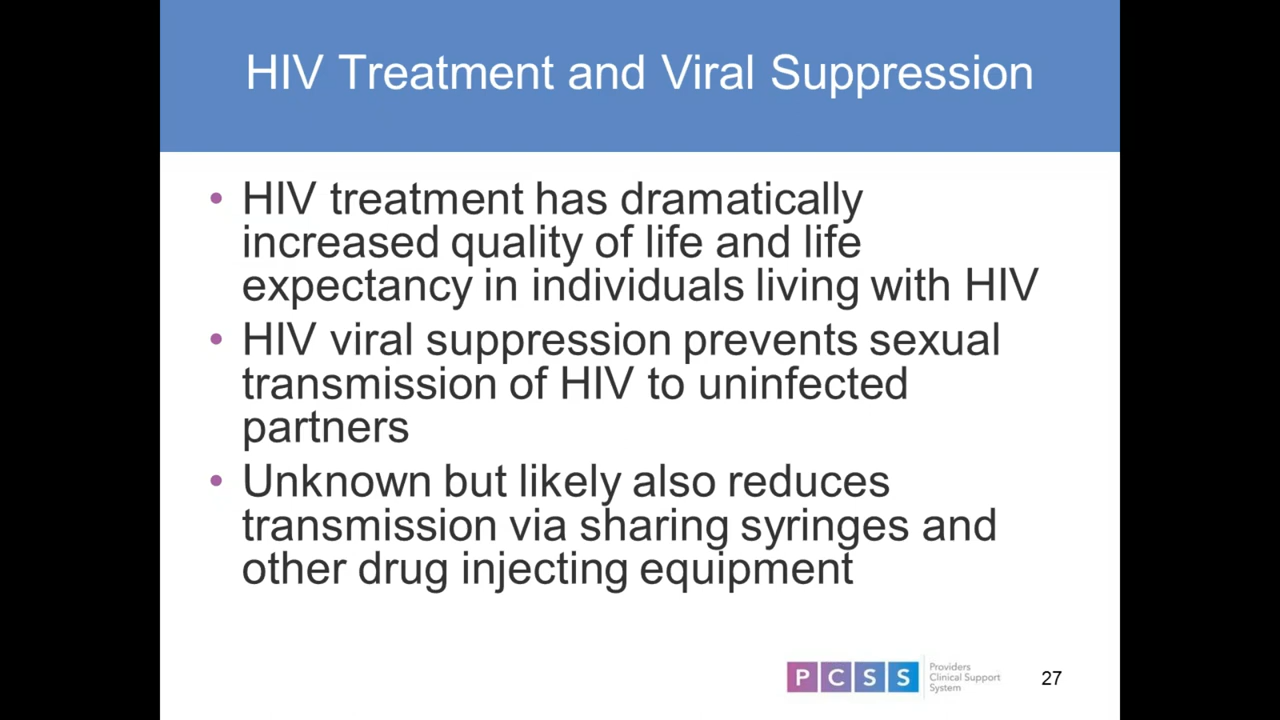 HIV Treatment and Viral Suppression
• HIV treatment has dramatically
increased quality of life and life
expectancy in individuals living with HIV
• HIV viral suppression prevents sexual
transmission of HIV to uninfected
partners
• Unknown but likely also reduces
transmission via sharing syringes and
other drug injecting equipment
PCSS
Providers
Clinical Support
System
27